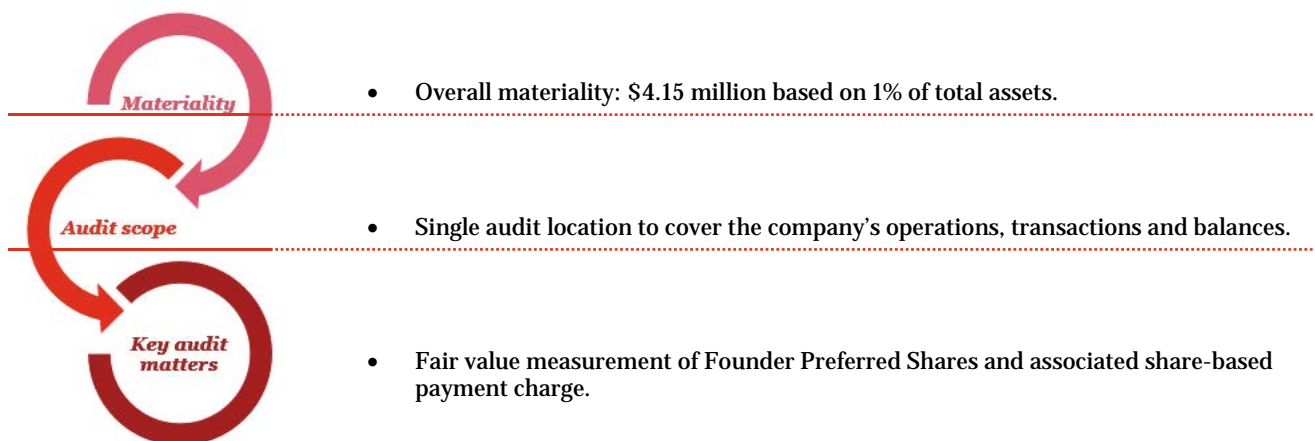 Materiality
• Overall materiality: $4.15 million based on 1% of total assets.
Audit scope
• Single audit location to cover the company’s operations, transactions and balances.
Key audit
matters
• Fair value measurement of Founder Preferred Shares and associated share-based
payment charge.